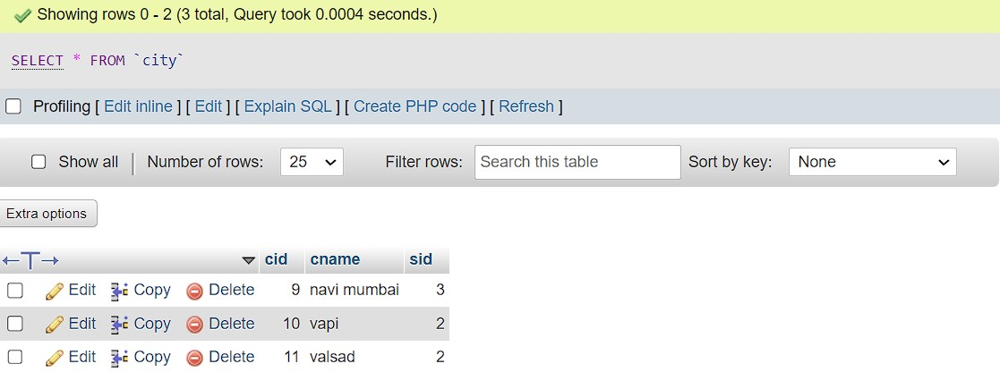 Showing rows 0 - 2 (3 total, Query took 0.0004 seconds.)
SELECT * FROM `city`
Profiling [ Edit inline ] [ Edit ] [ Explain SQL ] [ Create PHP code ] [ Refresh ]
Show all | Number of rows: 25 Filter rows: Search this table Sort by key: None
Extra options
←T→ cid cname sid
Edit Copy Delete 9 navi mumbai 3
Edit Copy Delete 10 vapi 2
Edit Copy Delete 11 valsad 2